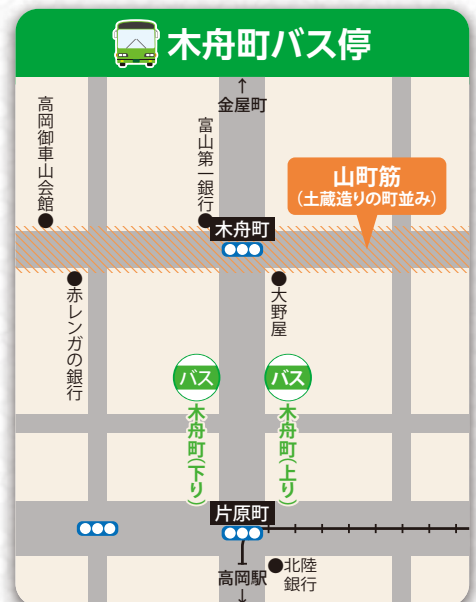 木舟町バス停
↑
金屋町
高岡御車山会館
富山第一銀行
山町筋
(土蔵造りの町並み)
木舟町
赤レンガの銀行
大野屋
バス
木舟町(下り)
バス
木舟町(上り)
片原町
高岡駅
↓
北陸
銀行